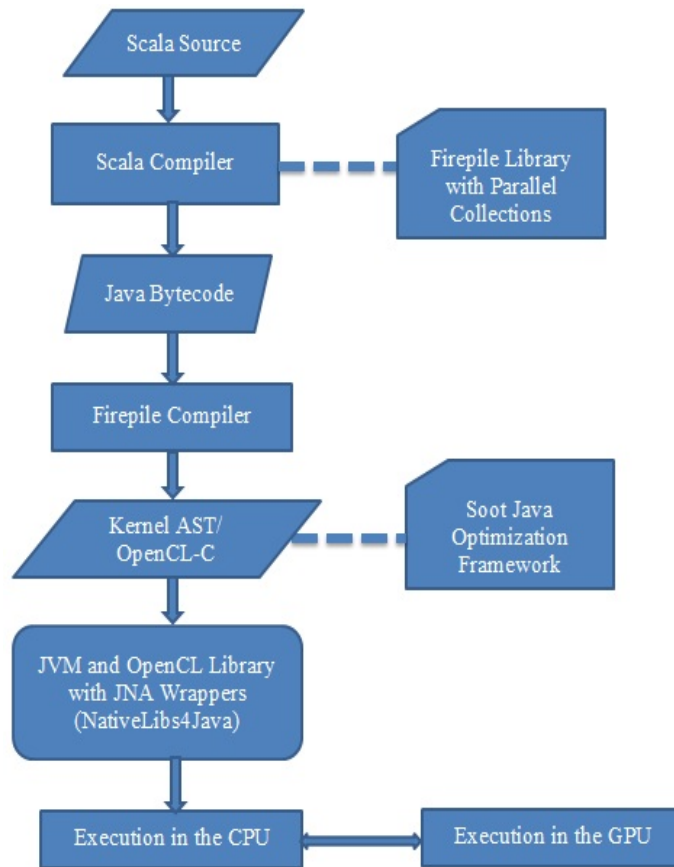 Scala Source
Scala Compiler
Firepile Library
with Parallel
Collections
Java Bytecode
Firepile Compiler
Kernel AST/
OpenCL-C
Soot Java
Optimization
Framework
JVM and OpenCL Library
with JNA Wrappers
(NativeLibs4Java)
Execution in the CPU
Execution in the GPU